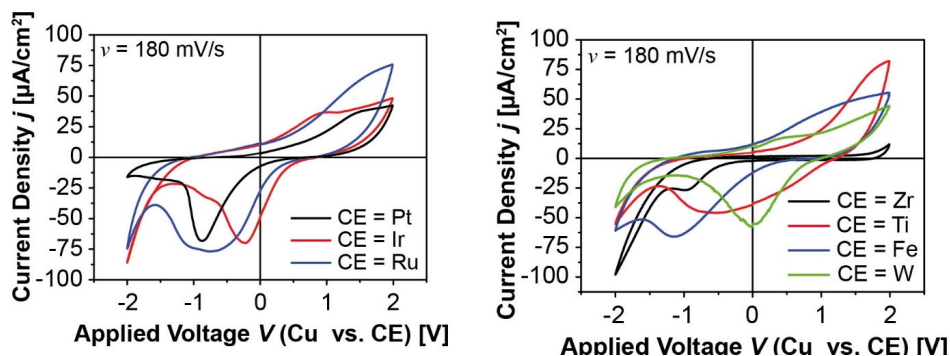 ν = 180 mV/s
Current Density j [µA/cm²]
75
50
25
0
-25
-50
-75
-100
CE = Pt
CE = Ir
CE = Ru
-2
-1
0
1
2
Applied Voltage V (Cu vs. CE) [V]
ν = 180 mV/s
Current Density j [µA/cm²]
100
75
50
25
0
-25
-50
-75
-100
CE = Zr
CE = Ti
CE = Fe
CE = W
-2
-1
0
1
2
Applied Voltage V (Cu vs. CE) [V]